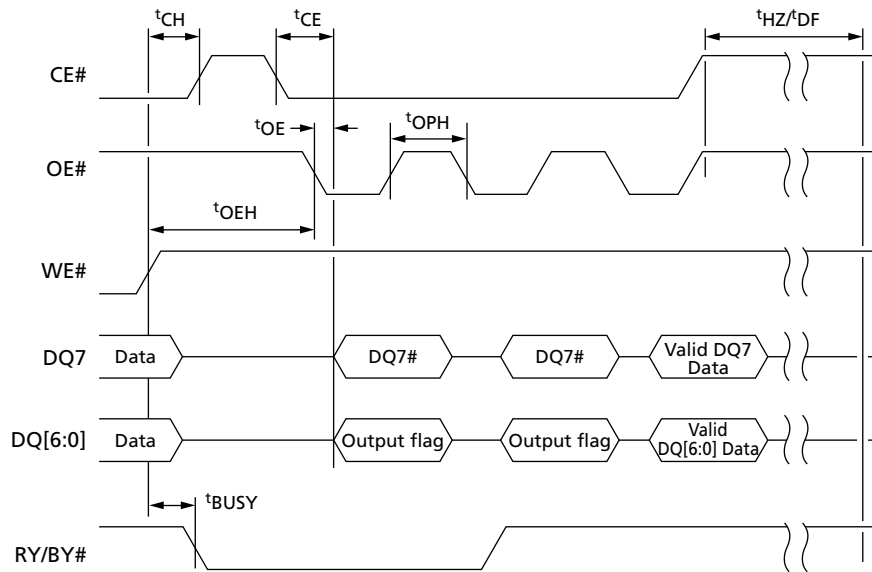 tCH
tCE
tHZ/tDF
CE#
tOE
tOPH
OE#
tOEH
WE#
DQ7
Data
DQ7#
DQ7#
Valid DQ7
Data
DQ[6:0]
Data
Output flag
Output flag
Valid
DQ[6:0] Data
tBUSY
RY/BY#